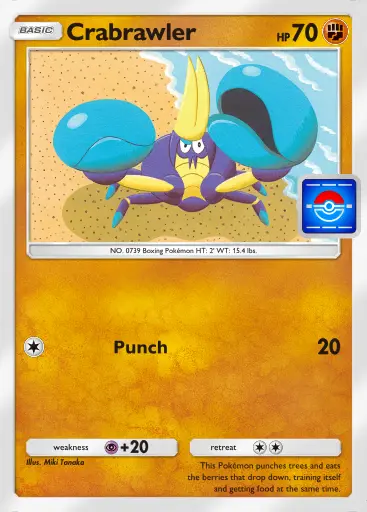 BASIC Crabrawler HP 70
NO. 0739 Boxing Pokémon HT: 2' WT: 15.4 lbs.
Punch 20
weakness +20 retreat
Illus. Miki Tanaka
This Pokémon punches trees and eats
the berries that drop down, training itself
and getting food at the same time.